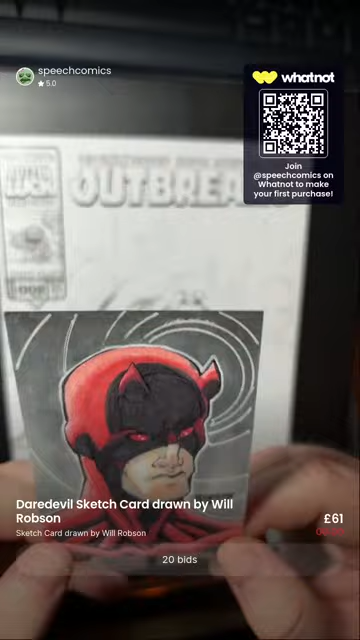 speechcomics
★ 5.0
whatnot
Join
@speechcomics on
Whatnot to make
your first purchase!
OUTBREA
Daredevil Sketch Card drawn by Will
Robson
£61
Sketch Card drawn by Will Robson
20 bids